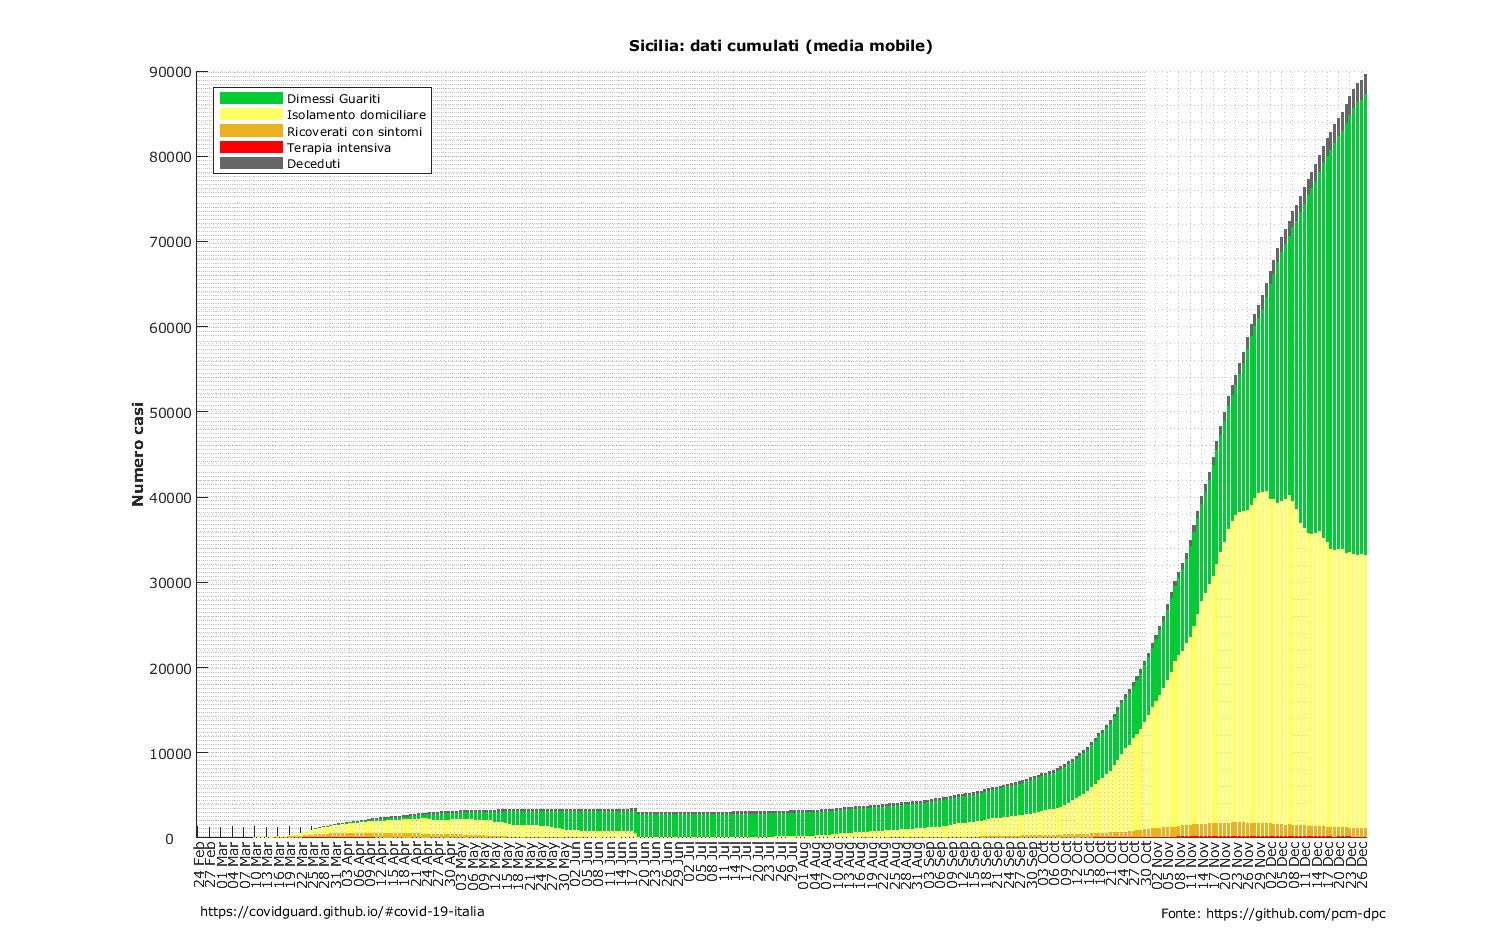 Sicilia: dati cumulati (media mobile)
90000
80000
70000
60000
50000
40000
30000
20000
10000
0
Numero casi
Dimessi Guariti
Isolamento domiciliare
Ricoverati con sintomi
Terapia intensiva
Deceduti
24 Feb
27 Feb
01 Mar
04 Mar
07 Mar
10 Mar
13 Mar
16 Mar
19 Mar
22 Mar
25 Mar
28 Mar
31 Mar
03 Apr
06 Apr
09 Apr
12 Apr
15 Apr
18 Apr
21 Apr
24 Apr
27 Apr
30 Apr
03 May
06 May
09 May
12 May
15 May
18 May
21 May
24 May
27 May
30 May
02 Jun
05 Jun
08 Jun
11 Jun
14 Jun
17 Jun
20 Jun
23 Jun
26 Jun
29 Jun
02 Jul
05 Jul
08 Jul
11 Jul
14 Jul
17 Jul
20 Jul
23 Jul
26 Jul
29 Jul
01 Aug
04 Aug
07 Aug
10 Aug
13 Aug
16 Aug
19 Aug
22 Aug
25 Aug
28 Aug
31 Aug
03 Sep
06 Sep
09 Sep
12 Sep
15 Sep
18 Sep
21 Sep
24 Sep
27 Sep
30 Sep
03 Oct
06 Oct
09 Oct
12 Oct
15 Oct
18 Oct
21 Oct
24 Oct
27 Oct
30 Oct
02 Nov
05 Nov
08 Nov
11 Nov
14 Nov
17 Nov
20 Nov
23 Nov
26 Nov
29 Nov
02 Dec
05 Dec
08 Dec
11 Dec
14 Dec
17 Dec
20 Dec
23 Dec
26 Dec
https://covidguard.github.io/#covid-19-italia
Fonte: https://github.com/pcm-dpc